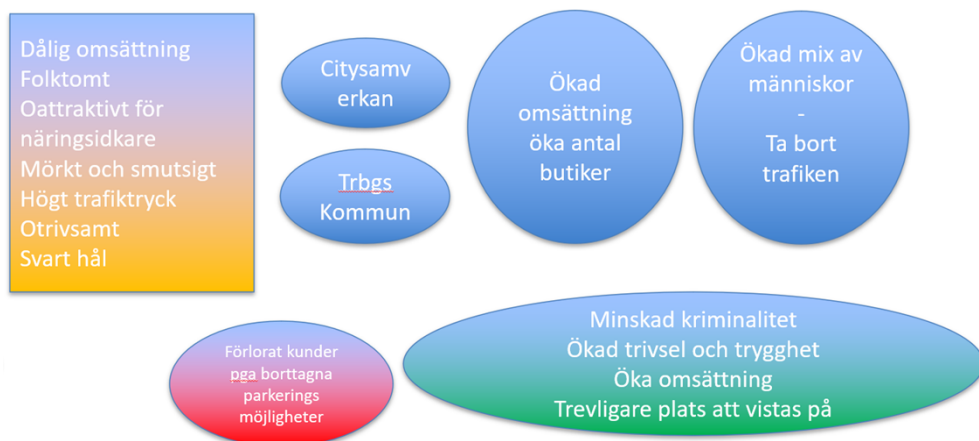 Dålig omsättning
Folktomt
Oattraktivt för
näringsidkare
Mörkt och smutsigt
Högt trafiktryck
Otrivsamt
Svart hål
Citysamv
erkan
Trbgs
Kommun
Ökad
omsättning
öka antal
butiker
Ökad mix av
människor
-
Ta bort
trafiken
Förlorat kunder
pga borttagna
parkerings
möjligheter
Minskad kriminalitet
Ökad trivsel och trygghet
Öka omsättning
Trevligare plats att vistas på